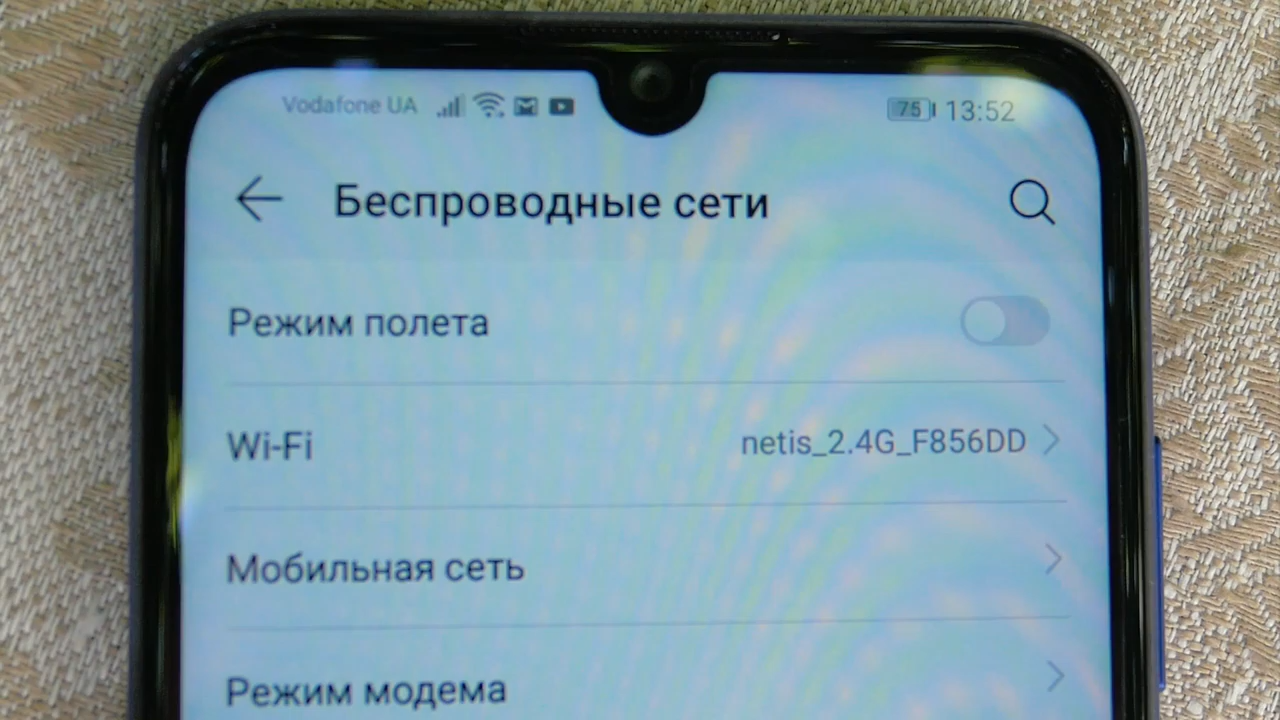 Vodafone UA 75 13:52
Беспроводные сети
Режим полета
Wi-Fi netis_2.4G_F856DD
Мобильная сеть
Режим модема